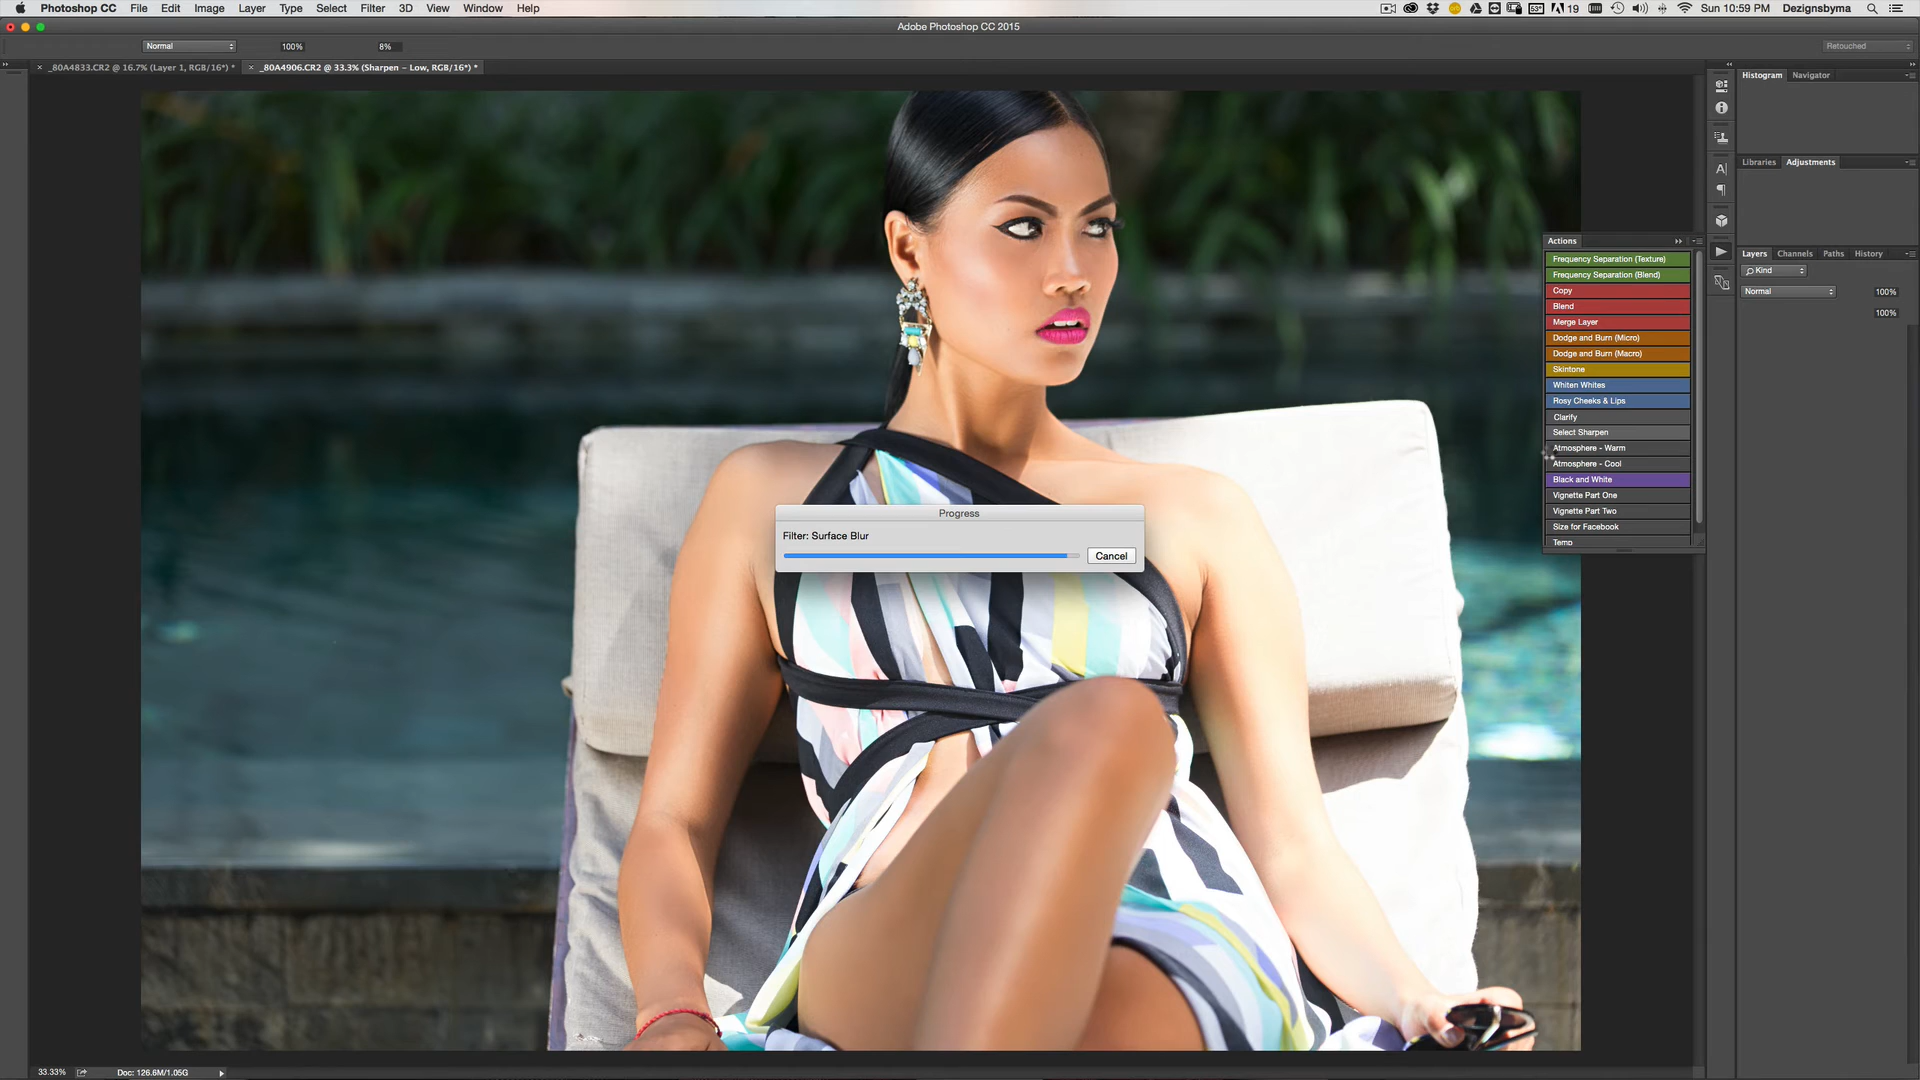 Photoshop CC File Edit Image Layer Type Select Filter 3D View Window Help
53° 19 Sun 10:59 PM Dezignsbyma
Adobe Photoshop CC 2015
Normal 100% 8% Retouched
× _80A4833.CR2 @ 16.7% (Layer 1, RGB/16*) * × _80A4906.CR2 @ 33.3% (Sharpen - Low, RGB/16*) *
Histogram Navigator
Libraries Adjustments
Layers Channels Paths History
Kind
Normal 100%
100%
Actions
Frequency Separation (Texture)
Frequency Separation (Blend)
Copy
Blend
Merge Layer
Dodge and Burn (Micro)
Dodge and Burn (Macro)
Skintone
Whiten Whites
Rosy Cheeks & Lips
Clarify
Select Sharpen
Atmosphere - Warm
Atmosphere - Cool
Black and White
Vignette Part One
Vignette Part Two
Size for Facebook
Temp
Progress
Filter: Surface Blur
Cancel
33.33% Doc: 126.6M/1.05G